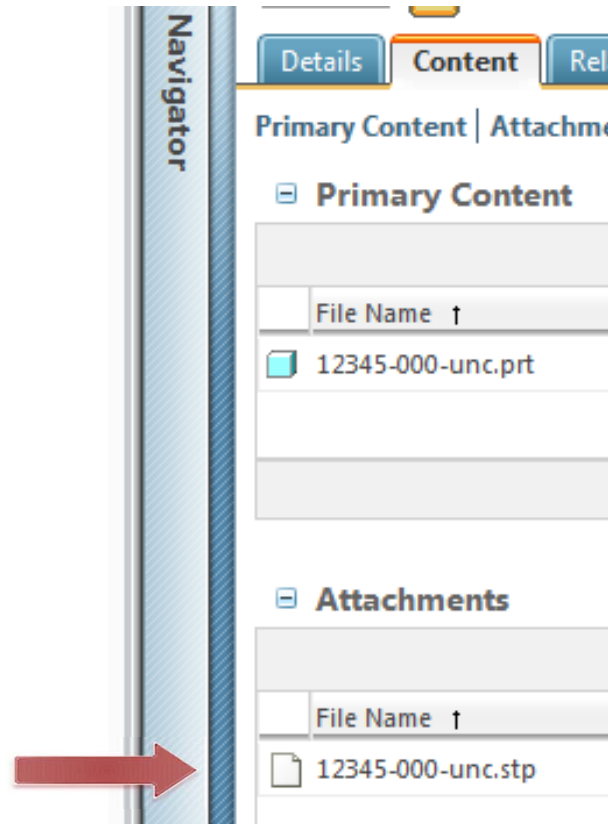 Navigator
Details Content
Primary Content | 
Primary Content
File Name ↑
12345-000-unc.prt
Attachments
File Name ↑
12345-000-unc.stp